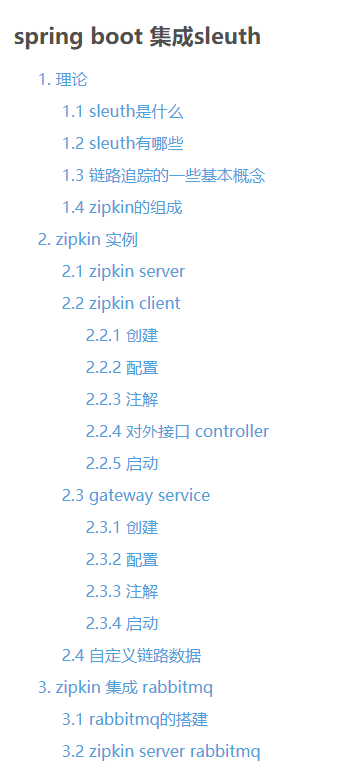 spring boot 集成sleuth
1. 理论
1.1 sleuth是什么
1.2 sleuth有哪些
1.3 链路追踪的一些基本概念
1.4 zipkin的组成
2. zipkin 实例
2.1 zipkin server
2.2 zipkin client
2.2.1 创建
2.2.2 配置
2.2.3 注解
2.2.4 对外接口 controller
2.2.5 启动
2.3 gateway service
2.3.1 创建
2.3.2 配置
2.3.3 注解
2.3.4 启动
2.4 自定义链路数据
3. zipkin 集成 rabbitmq
3.1 rabbitmq的搭建
3.2 zipkin server rabbitmq